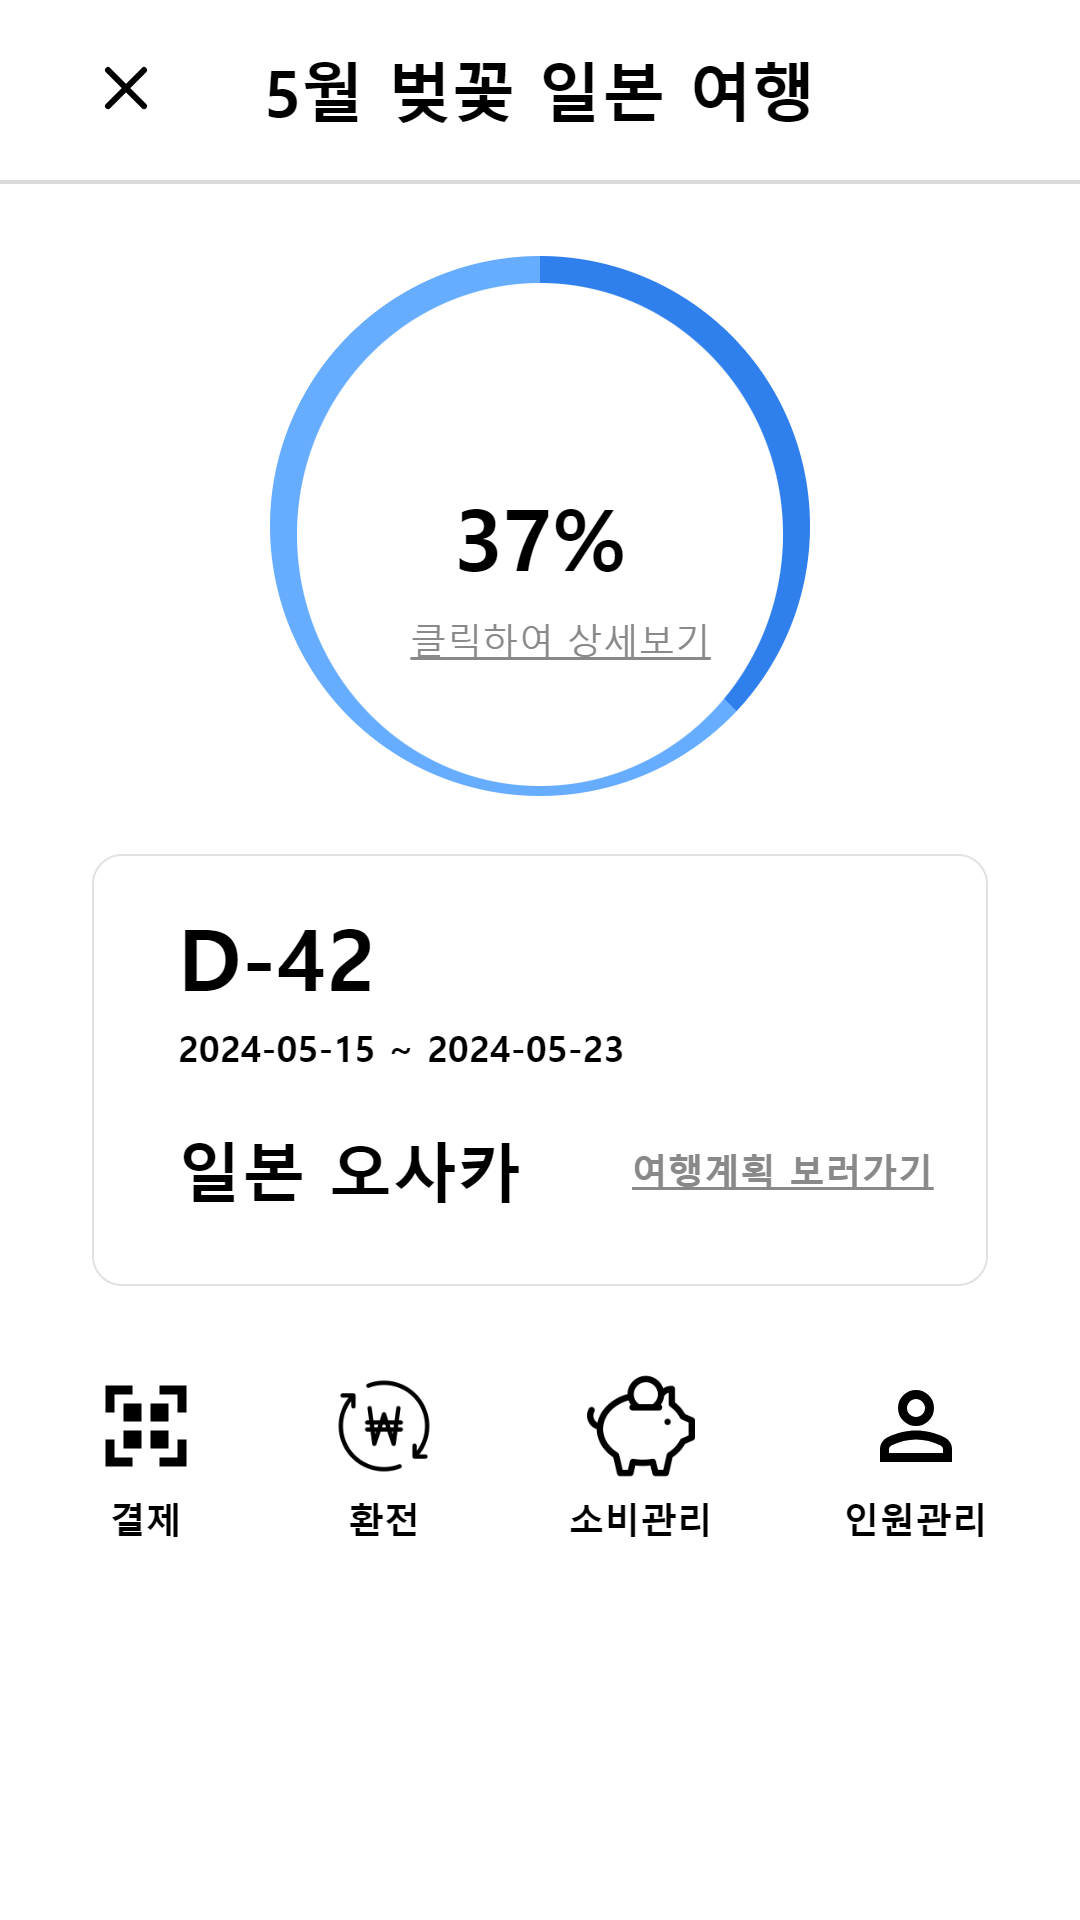 5월 벚꽃 일본 여행
37%
클릭하여 상세보기
D-42
2024-05-15 ~ 2024-05-23
일본 오사카 여행계획 보러가기
결제 환전 소비관리 인원관리